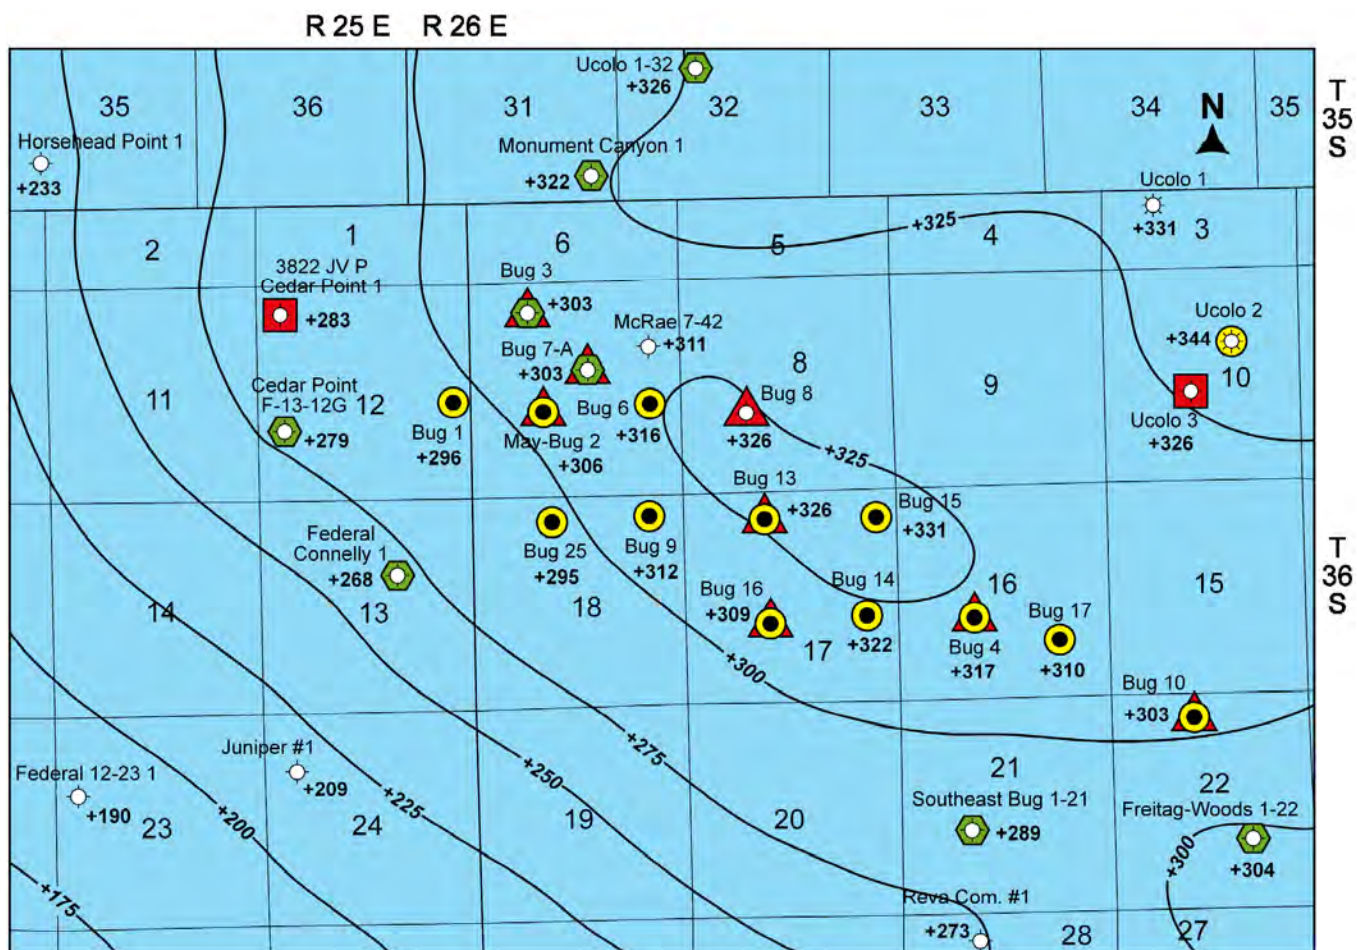 R 25 E R 26 E
Ucolo 1-32
+326
35
36
31
32
33
34
N
35
T
35
S
Horsehead Point 1
+233
Monument Canyon 1
+322
Ucolo 1
+331
3
2
1
6
5
+325
4
3822 JV P
Cedar Point 1
+283
Bug 3
+303
McRae 7-42
+311
Bug 7-A
+303
8
Ucolo 2
+344
11
Cedar Point
F-13-12G
12
+279
Bug 1
+296
May-Bug 2
+306
Bug 6
+316
Bug 8
+326
9
10
Ucolo 3
+326
+325
Bug 13
+326
Bug 15
+331
Federal
Connelly 1
+268
Bug 25
+295
Bug 9
+312
Bug 14
+322
T
36
S
14
13
18
Bug 16
+309
17
16
Bug 4
+317
Bug 17
+310
15
+300
Bug 10
+303
Juniper #1
+209
+275
+250
+225
+200
Federal 12-23 1
+190
23
24
19
20
21
Southeast Bug 1-21
+289
22
Freitag-Woods 1-22
+304
+300
+175
Reva Com. #1
+273
28
27